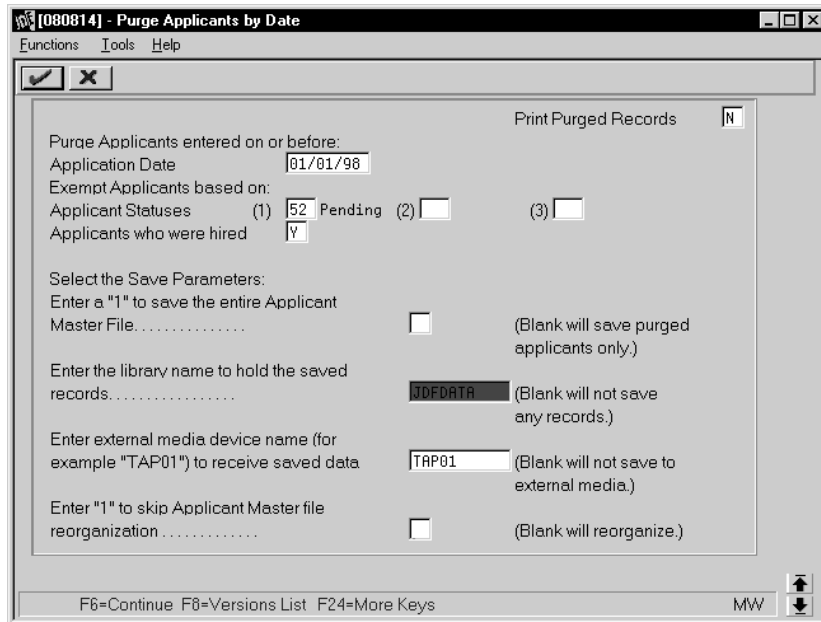 [080814] - Purge Applicants by Date
Functions Tools Help
Print Purged Records N
Purge Applicants entered on or before:
Application Date 01/01/98
Exempt Applicants based on:
Applicant Statuses (1) 52 Pending (2) (3)
Applicants who were hired Y
Select the Save Parameters:
Enter a "1" to save the entire Applicant
Master File. . . . . . . . . . . . . . . (Blank will save purged
applicants only.)
Enter the library name to hold the saved
records. . . . . . . . . . . . . . . . . JDFDATA (Blank will not save
any records.)
Enter external media device name (for
example "TAP01") to receive saved data TAP01 (Blank will not save to
external media.)
Enter "1" to skip Applicant Master file
reorganization . . . . . . . . . . . . . (Blank will reorganize.)
F6=Continue F8=Versions List F24=More Keys MW